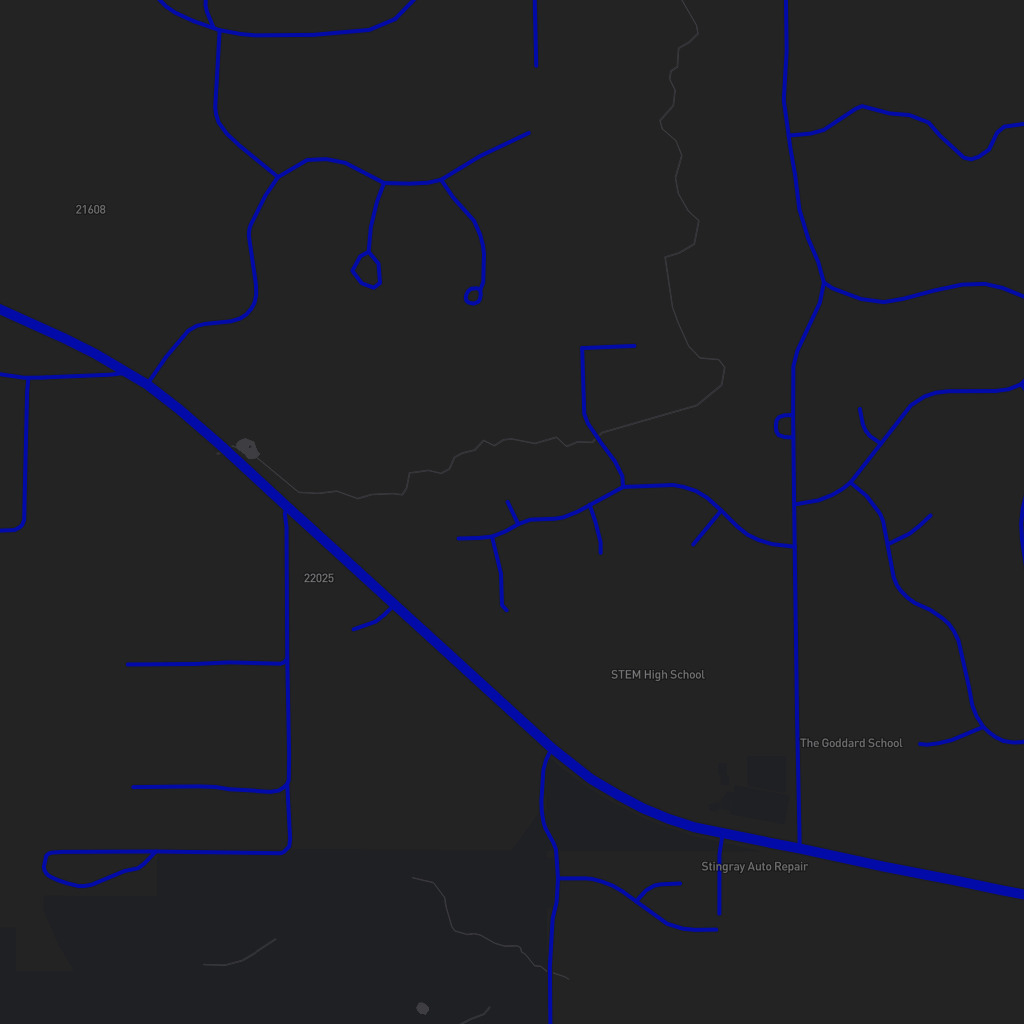 21608
22025
STEM High School
The Goddard School
Stingray Auto Repair